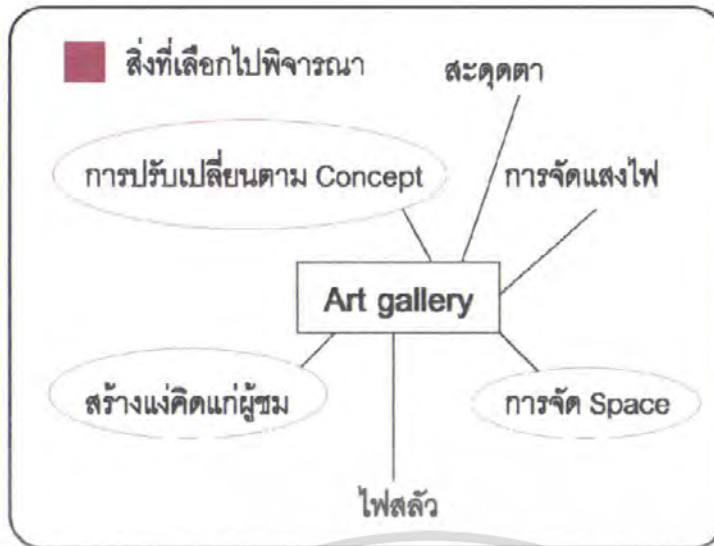 สิ่งที่เลือกไปพิจารณา
สะดุดตา
การปรับเปลี่ยนตาม Concept
การจัดแสงไฟ
Art gallery
สร้างแง่คิดแก่ผู้ชม
การจัด Space
ไฟสลัว